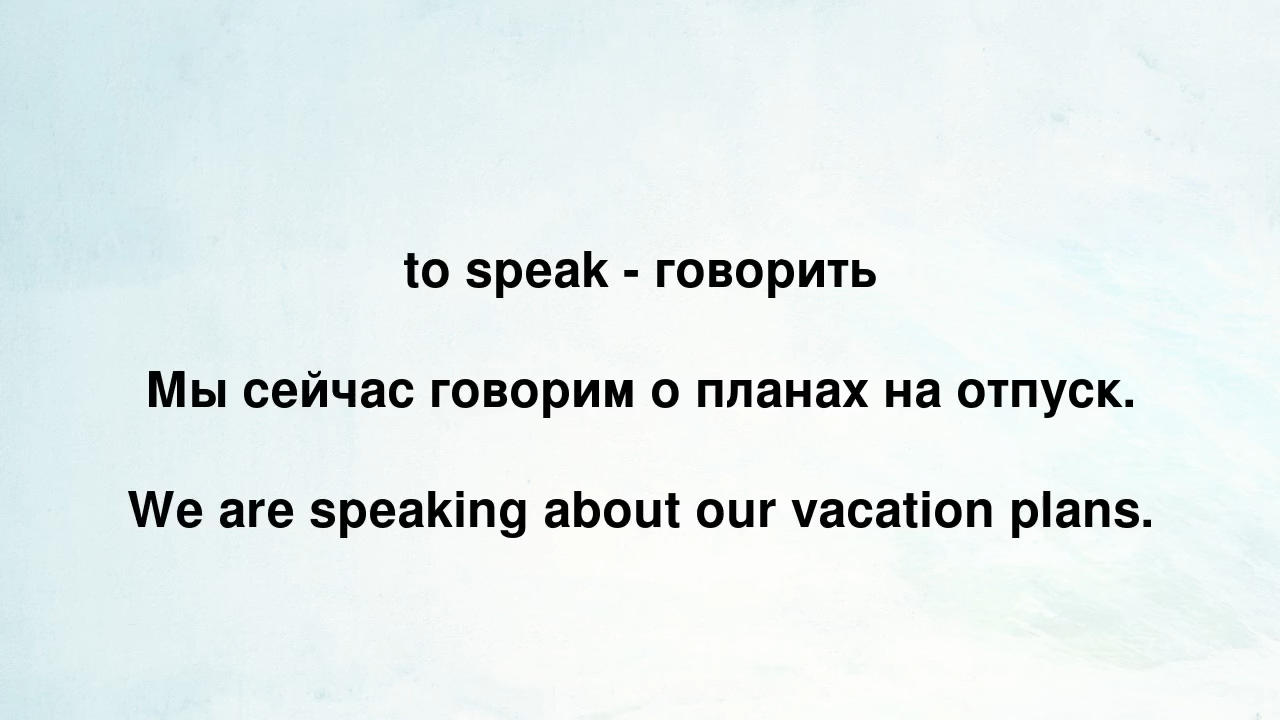 to speak - говорить
Мы сейчас говорим о планах на отпуск.
We are speaking about our vacation plans.